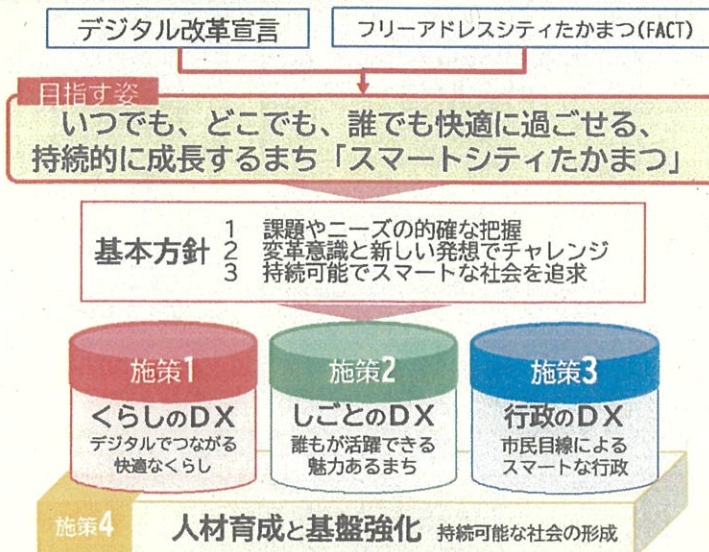 デジタル改革宣言
フリーアドレスシティたかまつ(FACT)
目指す姿
いつでも、どこでも、誰でも快適に過ごせる、
持続的に成長するまち「スマートシティたかまつ」
基本方針
1 課題やニーズの的確な把握
2 変革意識と新しい発想でチャレンジ
3 持続可能でスマートな社会を追求
施策1
くらしのDX
デジタルでつながる
快適なくらし
施策2
しごとのDX
誰もが活躍できる
魅力あるまち
施策3
行政のDX
市民目線による
スマートな行政
施策4
人材育成と基盤強化 持続可能な社会の形成